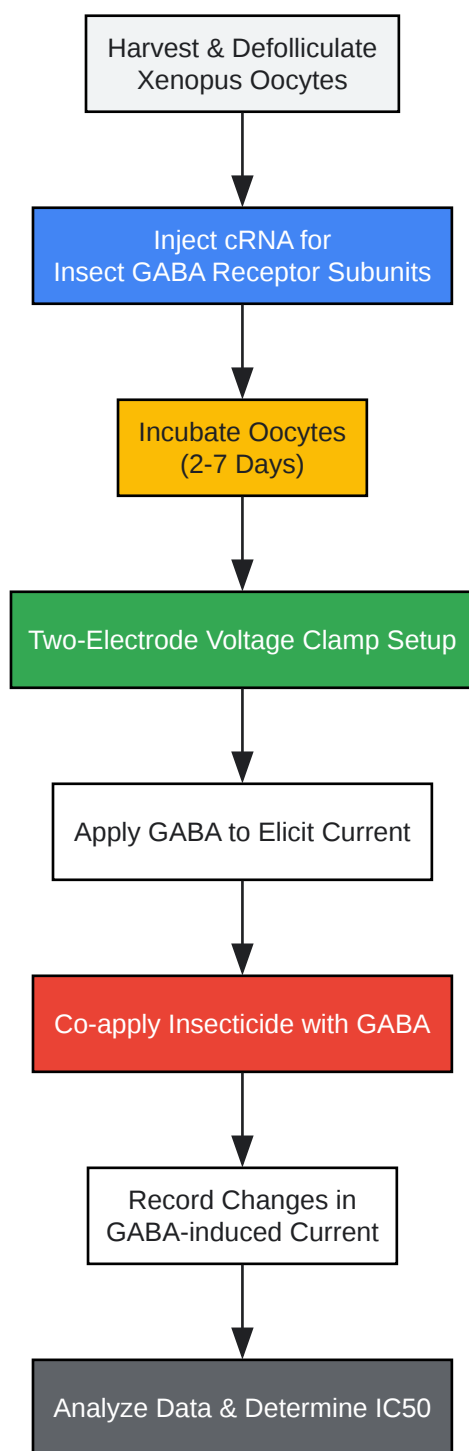 Harvest & Defolliculate
Xenopus Oocytes
Inject cRNA for
Insect GABA Receptor Subunits
Incubate Oocytes
(2-7 Days)
Two-Electrode Voltage Clamp Setup
Apply GABA to Elicit Current
Co-apply Insecticide with GABA
Record Changes in
GABA-induced Current
Analyze Data & Determine IC50